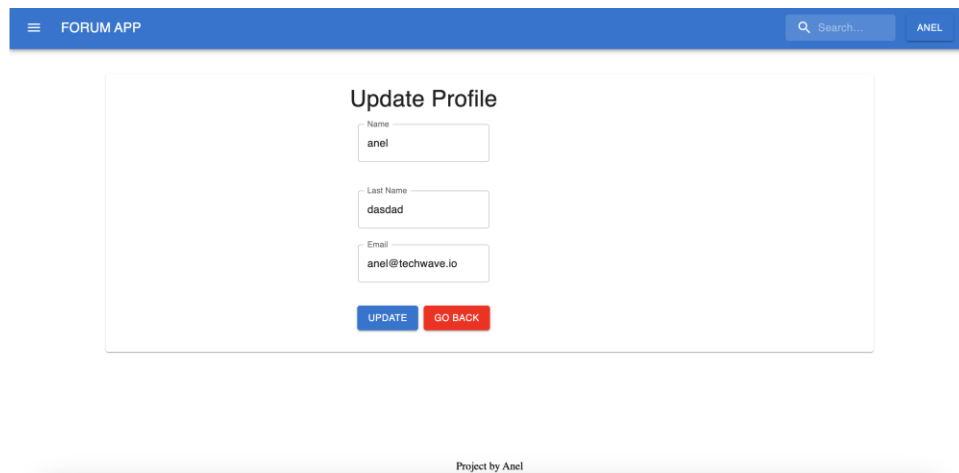 FORUM APP
Search...
ANEL
Update Profile
Name
anel
Last Name
dasdad
Email
anel@techwave.io
UPDATE
GO BACK
Project by Anel